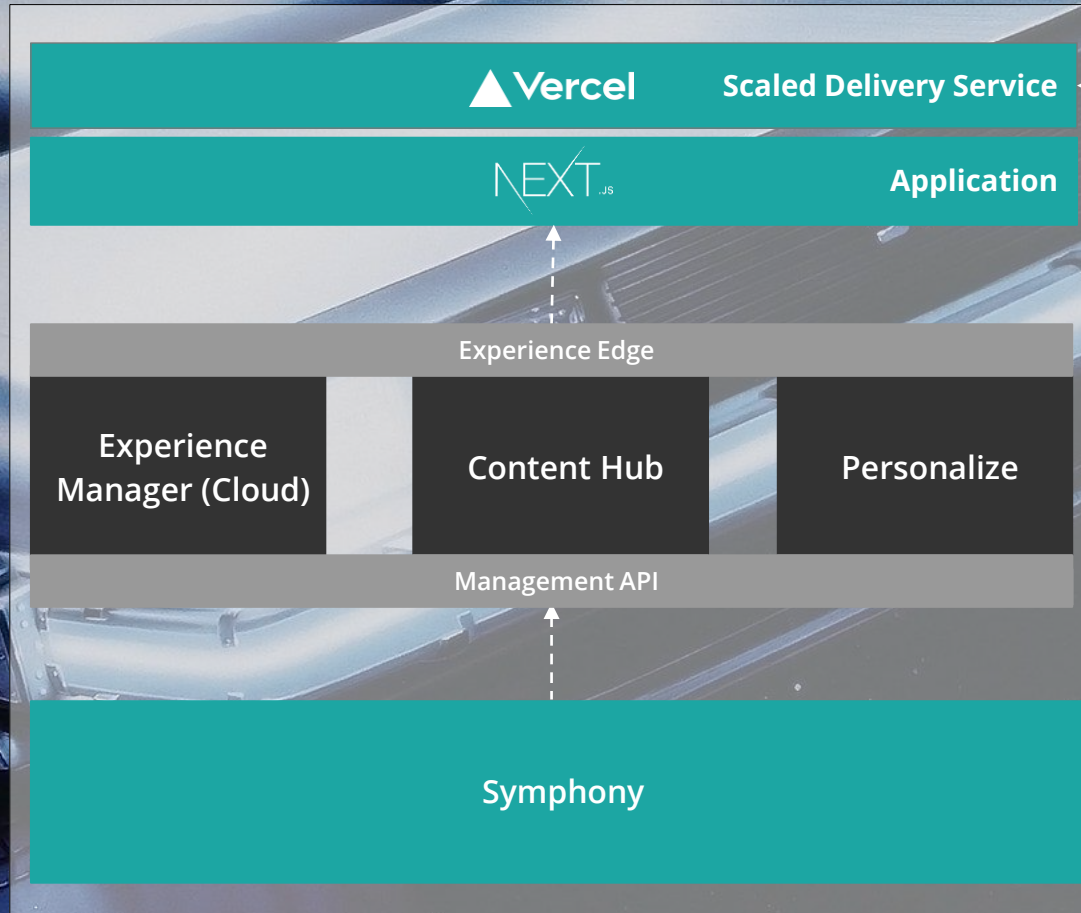 Vercel Scaled Delivery Service
NEXT.JS Application
Experience Edge
Experience
Manager (Cloud)
Content Hub
Personalize
Management API
Symphony